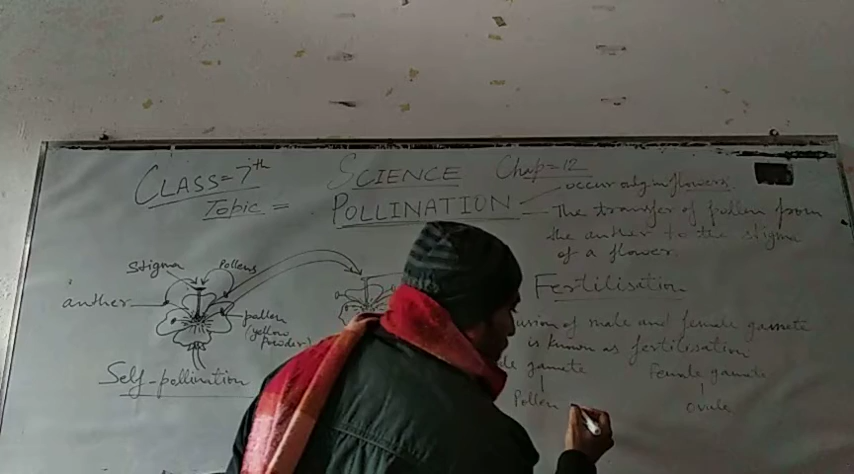 CLASS = 7th
SCIENCE Chap = 12
Topic = POLLINATION
occur only in flowers.
The transfer of pollen from
the anther to the stigma
of a flower.
Stigma
Pollens
anther
pollen
(yellow
powder)
Self-pollination
Fertilisation
of male and female gamete
is known as fertilisation
gamete
Female gamete
Pollen
ovule